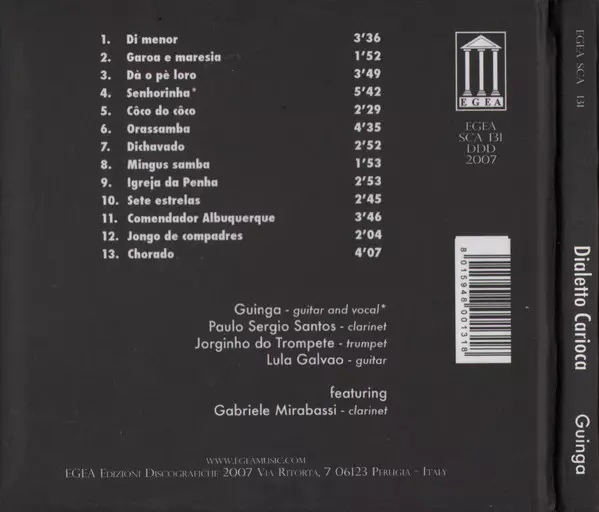 1. Di menor 3'36
2. Garoa e maresia 1'52
3. Dà o pè loro 3'49
4. Senhorinha* 5'42
5. Côco do côco 2'29
6. Orassamba 4'35
7. Dichavado 2'52
8. Mingus samba 1'53
9. Igreja da Penha 2'53
10. Sete estrelas 2'45
11. Comendador Albuquerque 3'46
12. Jongo de compadres 2'04
13. Chorado 4'07
EGEA
EGEA
SCA 131
DDD
2007
8 015948 001318
Guinga - guitar and vocal*
Paulo Sergio Santos - clarinet
Jorginho do Trompete - trumpet
Lula Galvao - guitar
featuring
Gabriele Mirabassi - clarinet
www.egeamusic.com
EGEA Edizioni Discografiche 2007 Via Ritorta, 7 06123 Perugia - Italy
EGEA SCA 131
Dialetto Carioca Guinga